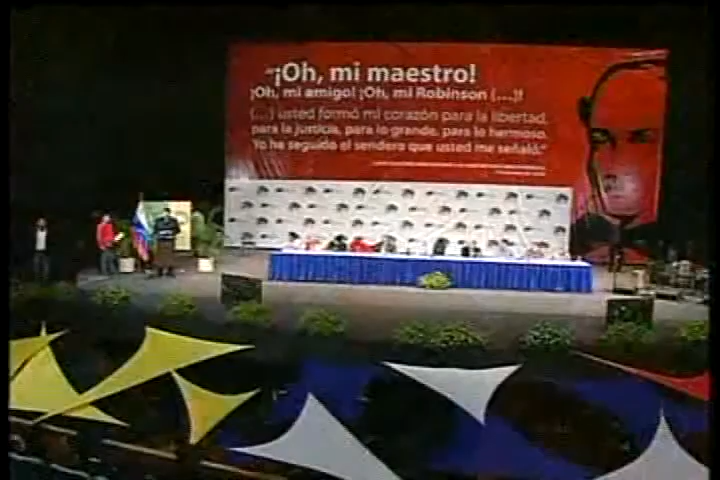 "¡Oh, mi maestro!
¡Oh, mi amigo! ¡Oh, mi Robinson (...)!
(...) usted formó mi corazón para la libertad,
para la justicia, para lo grande, para lo hermoso.
Yo he seguido el sendero que usted me señaló."